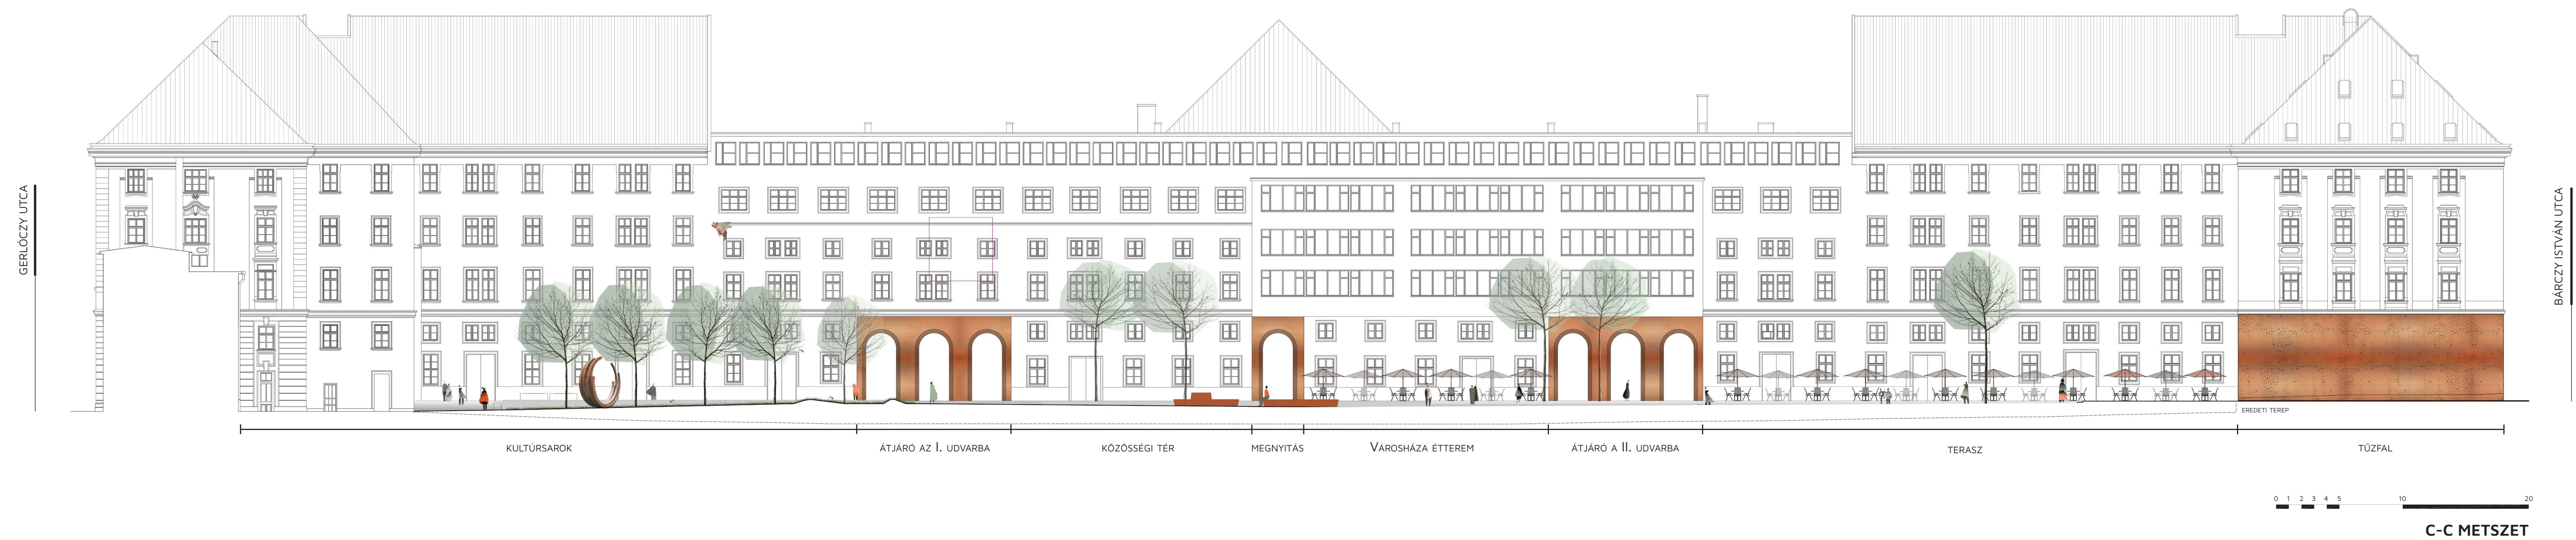 GERLÓCZY UTCA
BÁRCZY ISITVÁN UTCA
EREDETI TEREP
KULTÚRSAROK
ÁTJÁRÓ AZ I. UDVARBA
KÖZÖSSÉGI TÉR
MEGNYITÁS
VÁROSHÁZA ÉTTEREM
ÁTJÁRÓ A II. UDVARBA
TERASZ
TŰZFAL
0 1 2 3 4 5 10 20
C-C METSZET